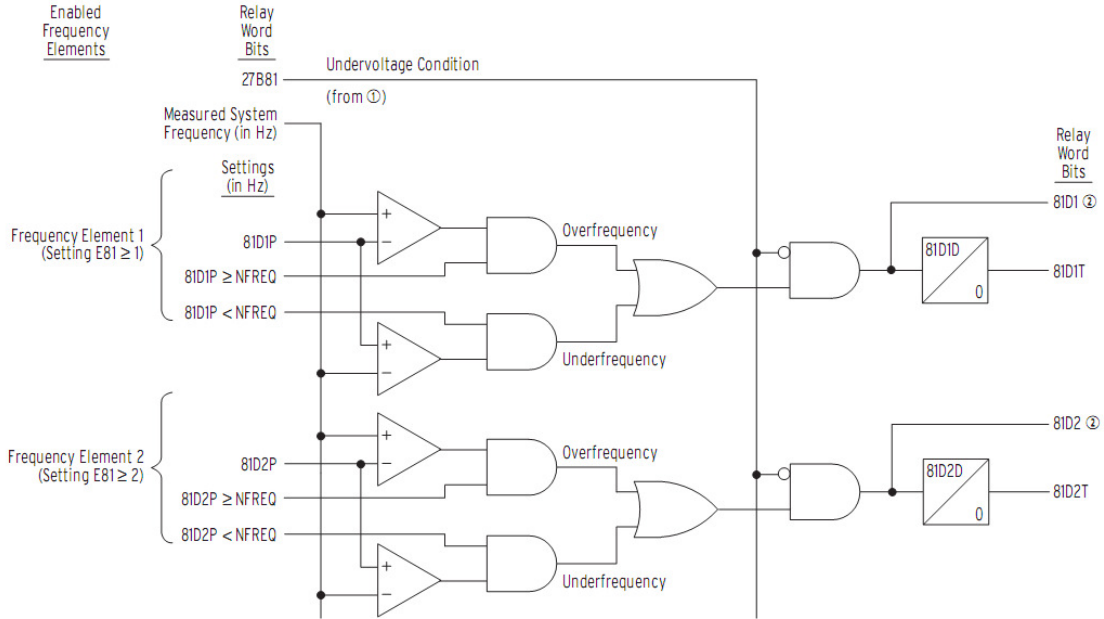 Enabled
Frequency
Elements
Relay
Word
Bits
27B81
Undervoltage Condition
(from ①)
Measured System
Frequency (in Hz)
Settings
(in Hz)
Relay
Word
Bits
Frequency Element 1
(Setting E81 ≥ 1)
81D1P
81D1P ≥ NFREQ
81D1P < NFREQ
+
−
+
−
Overfrequency
Underfrequency
81D1D
0
81D1 ②
81D1T
Frequency Element 2
(Setting E81 ≥ 2)
81D2P
81D2P ≥ NFREQ
81D2P < NFREQ
+
−
+
−
Overfrequency
Underfrequency
81D2D
0
81D2 ②
81D2T